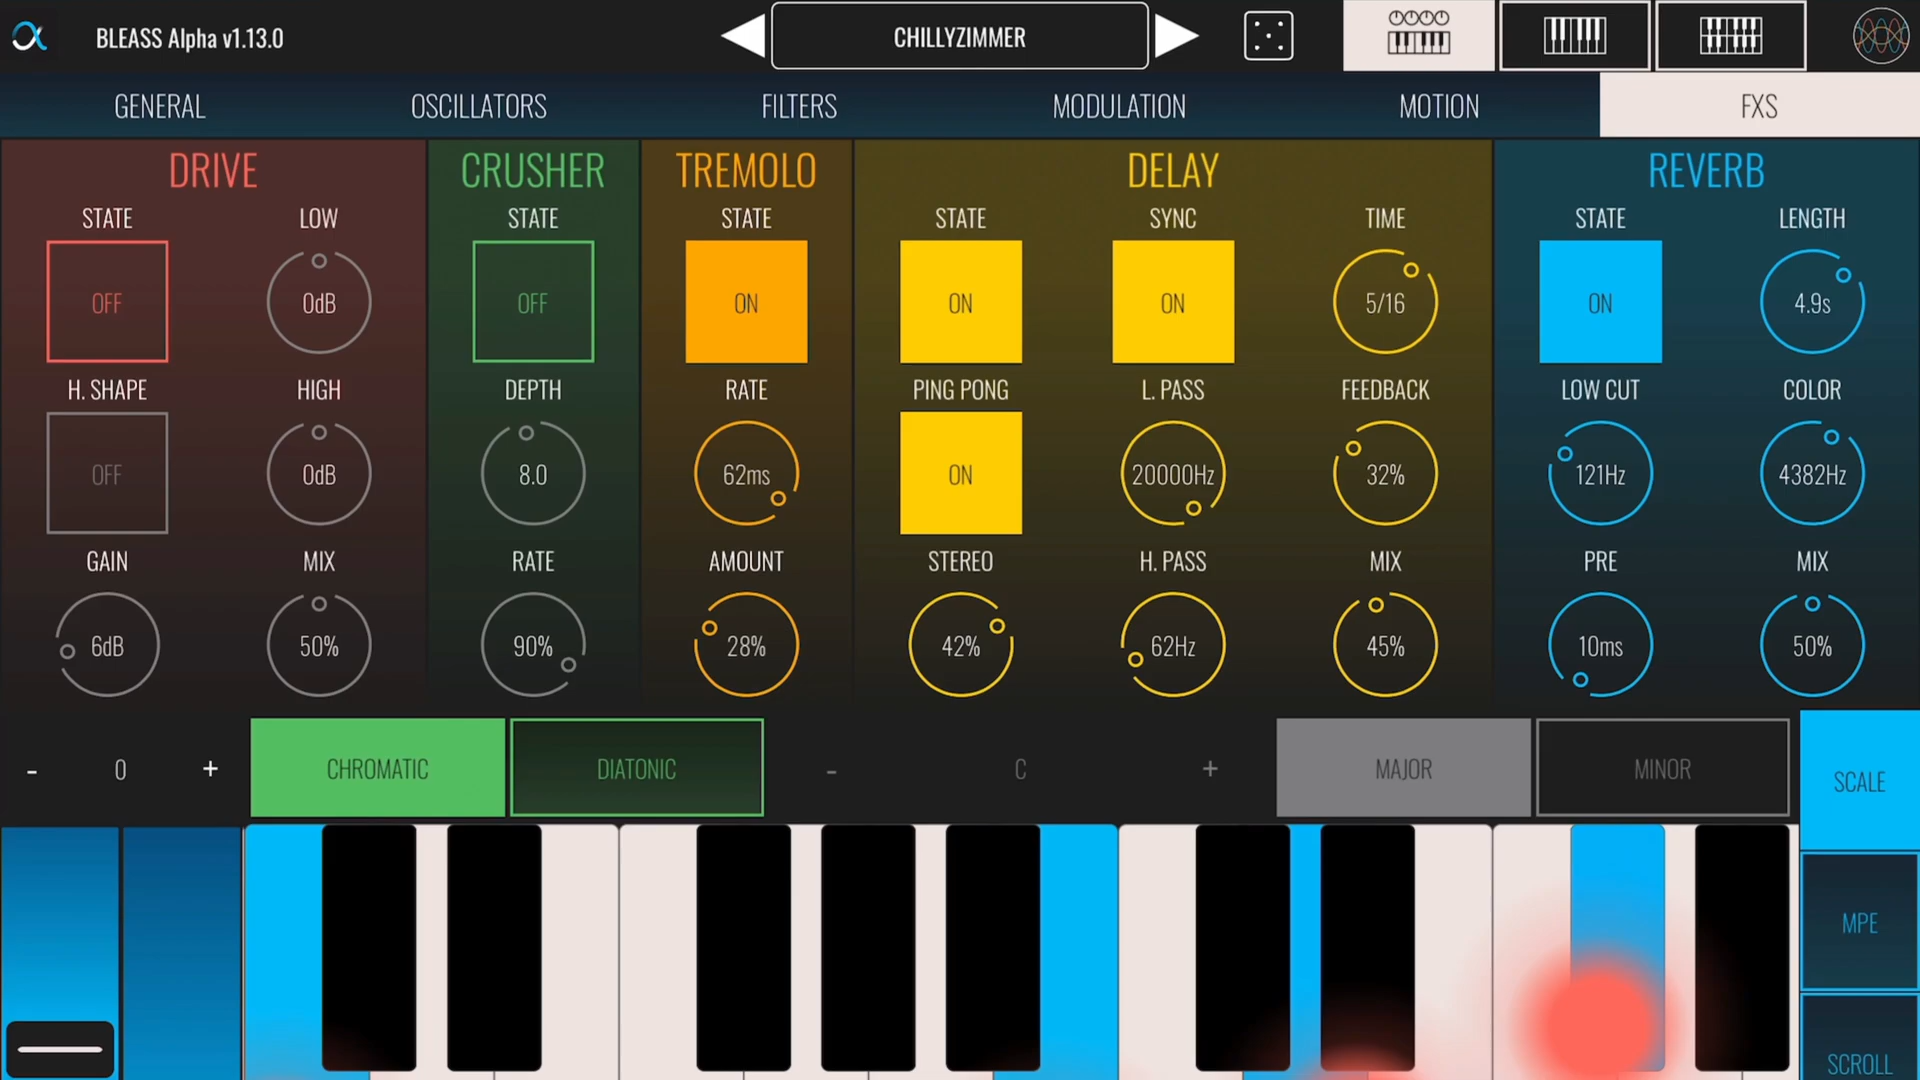 BLEASS Alpha v1.13.0
CHILLYZIMMER
GENERAL OSCILLATORS FILTERS MODULATION MOTION FXS
DRIVE CRUSHER TREMOLO DELAY REVERB
STATE LOW STATE STATE STATE SYNC TIME STATE LENGTH
OFF 0dB OFF ON ON ON 5/16 ON 4.9s
H. SHAPE HIGH DEPTH RATE PING PONG L. PASS FEEDBACK LOW CUT COLOR
OFF 0dB 8.0 62ms ON 20000Hz 32% 121Hz 4382Hz
GAIN MIX RATE AMOUNT STEREO H. PASS MIX PRE MIX
6dB 50% 90% 28% 42% 62Hz 45% 10ms 50%
- 0 + CHROMATIC DIATONIC - C + MAJOR MINOR
SCALE
MPE
SCROLL